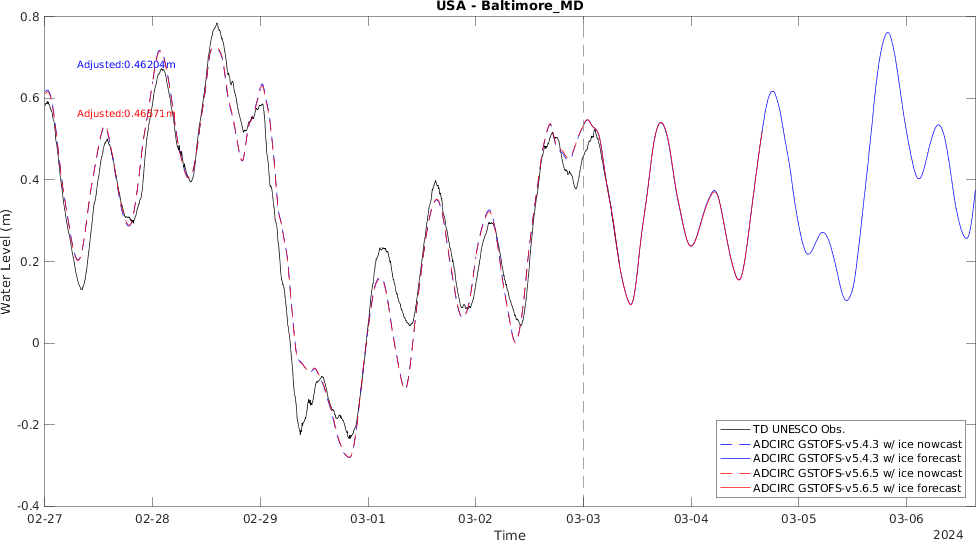 USA - Baltimore_MD
0.8
0.6
0.4
0.2
0
-0.2
-0.4
Water Level (m)
Adjusted:0.46204m
Adjusted:0.46571m
TD UNESCO Obs.
ADCIRC GSTOFS-v5.4.3 w/ ice nowcast
ADCIRC GSTOFS-v5.4.3 w/ ice forecast
ADCIRC GSTOFS-v5.6.5 w/ ice nowcast
ADCIRC GSTOFS-v5.6.5 w/ ice forecast
02-27 02-28 02-29 03-01 03-02 03-03 03-04 03-05 03-06
Time
2024